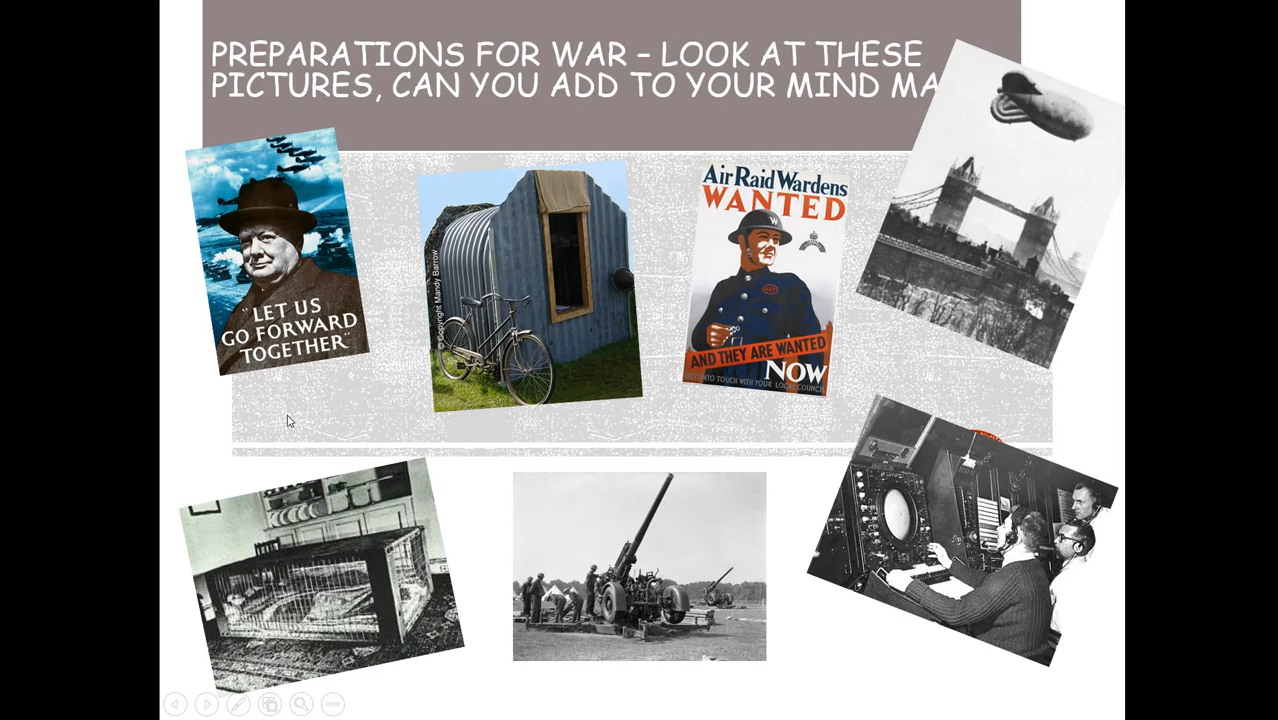 PREPARATIONS FOR WAR – LOOK AT THESE
PICTURES, CAN YOU ADD TO YOUR MIND MA
"LET US
GO FORWARD
TOGETHER"
© Copyright Mandy Barrow
Air Raid Wardens
WANTED
W
ARP
AND THEY ARE WANTED
NOW
GET INTO TOUCH WITH YOUR LOCAL COUNCIL